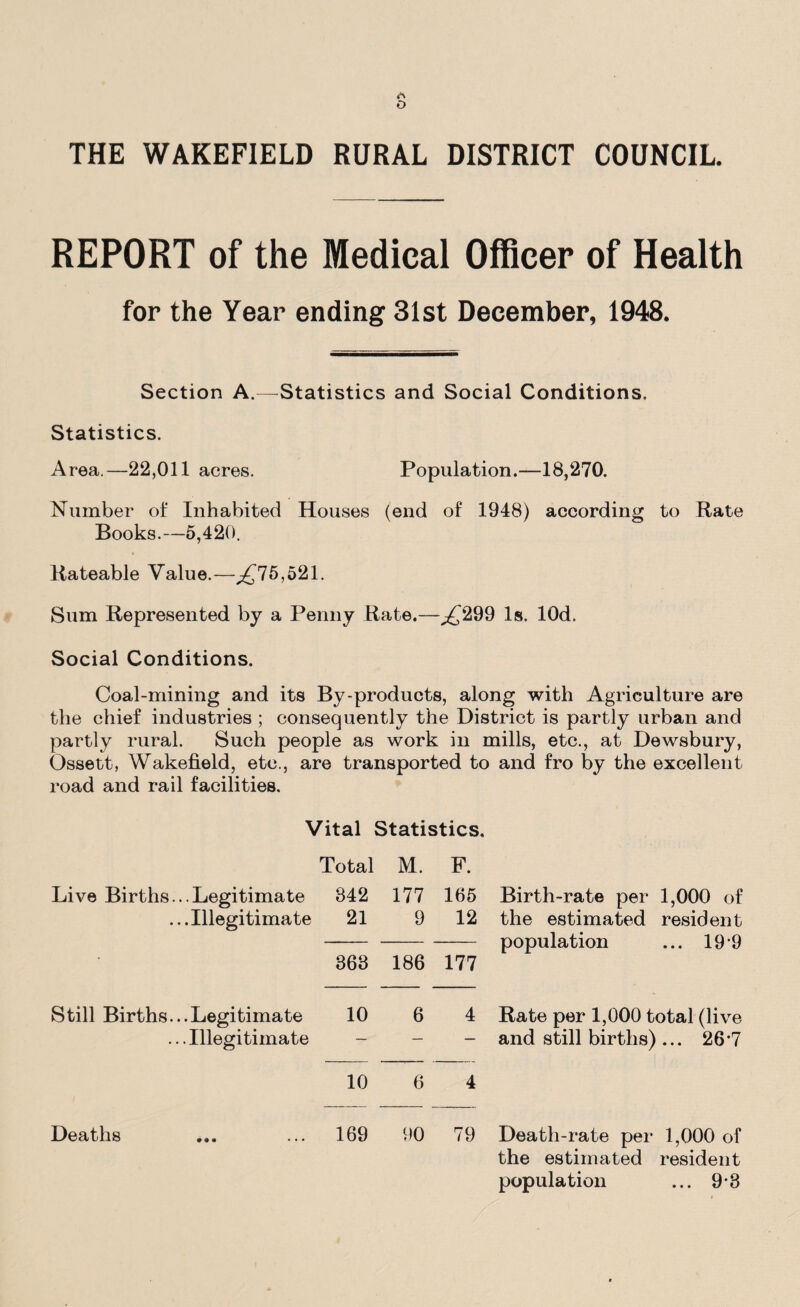 THE WAKEFIELD RURAL DISTRICT COUNCIL.
REPORT of the Medical Officer of Health
for the Year ending 31st December, 1948.
Section A.—Statistics and Social Conditions.
Statistics.
Area.—22,011 acres. Population.—18,270.
Number of Inhabited Houses (end of 1948) according to Rate
Books.—5,420.
Rateable Value.—£75,521.
Sum Represented by a Penny Rate.—£299 1s. 10d.
Social Conditions.
Coal-mining and its By-products, along with Agriculture are
the chief industries ; consequently the District is partly urban and
partly rural. Such people as work in mills, etc., at Dewsbury,
Ossett, Wakefield, etc., are transported to and fro by the excellent
road and rail facilities.
Vital Statistics.
Total M. F.
Live Births...Legitimate 342 177 165 Birth-rate per 1,000 of
...Illegitimate 21 9 12 the estimated resident
population ... 19·9
363 186 177
Still Births...Legitimate 10 6 4 Rate per 1,000 total (live
...Illegitimate – – – and still births) ... 26·7
10 6 4
Deaths ... ... 169 90 79 Death-rate per 1,000 of
the estimated resident
population ... 9·3